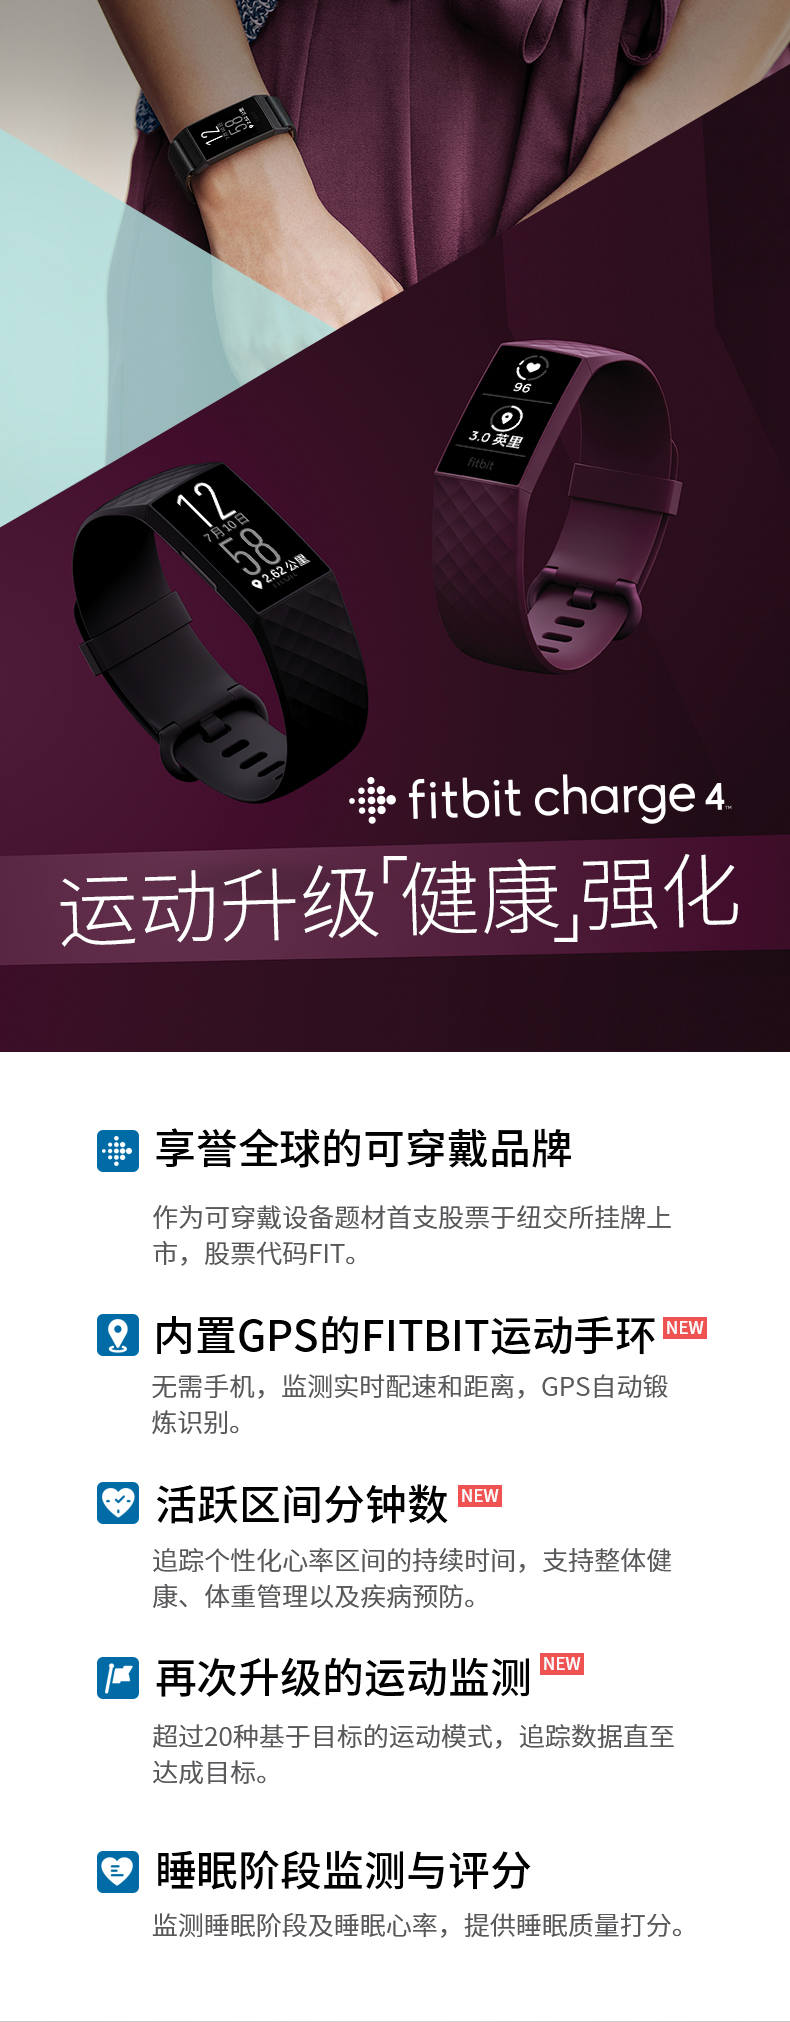 96
3.0 英里
fitbit
12
7月10日
58
2.62 公里
fitbit
fitbit charge 4™
运动升级「健康」强化
享誉全球的可穿戴品牌
作为可穿戴设备题材首支股票于纽交所挂牌上
市，股票代码FIT。
内置GPS的FITBIT运动手环 NEW
无需手机，监测实时配速和距离，GPS自动锻
炼识别。
活跃区间分钟数 NEW
追踪个性化心率区间的持续时间，支持整体健
康、体重管理以及疾病预防。
再次升级的运动监测 NEW
超过20种基于目标的运动模式，追踪数据直至
达成目标。
睡眠阶段监测与评分
监测睡眠阶段及睡眠心率，提供睡眠质量打分。